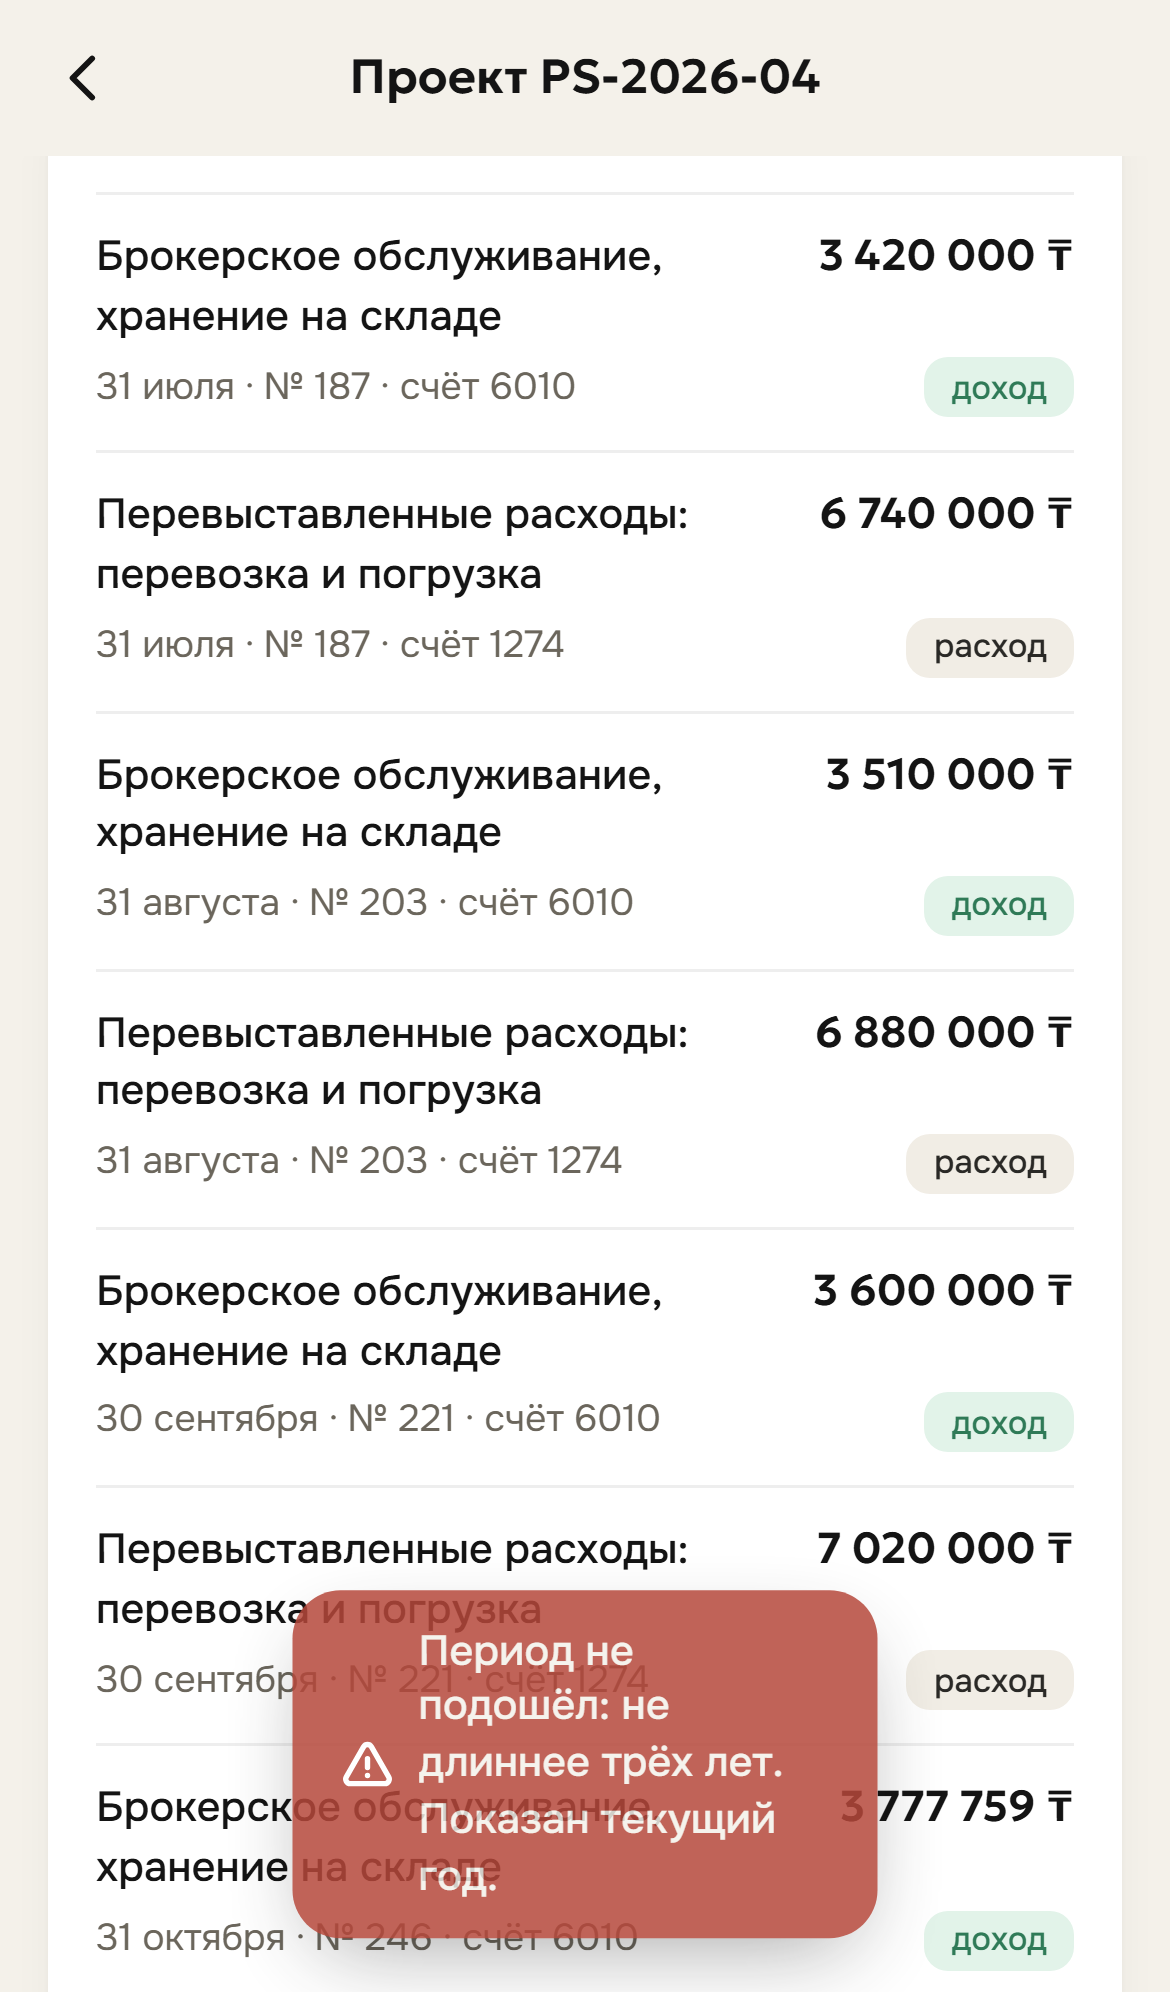 Проект PS-2026-04
Брокерское обслуживание,
хранение на складе
3 420 000 ₸
31 июля · № 187 · счёт 6010
доход
Перевыставленные расходы:
перевозка и погрузка
6 740 000 ₸
31 июля · № 187 · счёт 1274
расход
Брокерское обслуживание,
хранение на складе
3 510 000 ₸
31 августа · № 203 · счёт 6010
доход
Перевыставленные расходы:
перевозка и погрузка
6 880 000 ₸
31 августа · № 203 · счёт 1274
расход
Брокерское обслуживание,
хранение на складе
3 600 000 ₸
30 сентября · № 221 · счёт 6010
доход
Перевыставленные расходы:
перевозка и погрузка
7 020 000 ₸
30 сентября · № 221 · счёт 1274
расход
Период не
подошёл: не
длиннее трёх лет.
Показан текущий
год.
Брокерское обслуживание,
хранение на складе
3 777 759 ₸
31 октября · № 246 · счёт 6010
доход